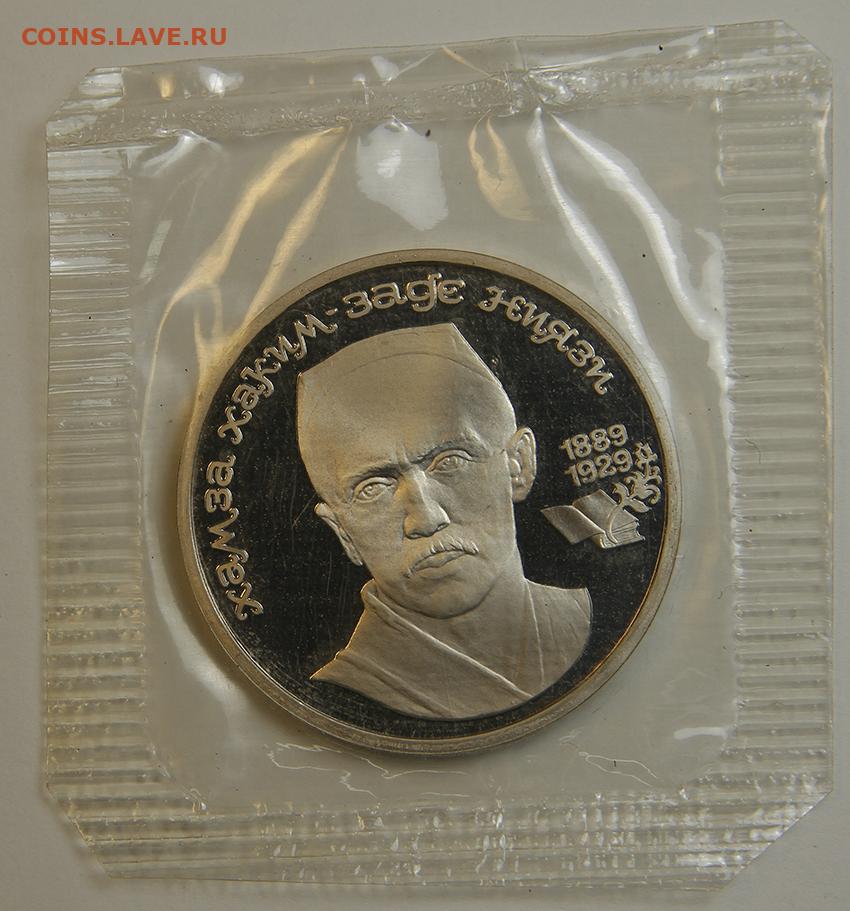 COINS.LAVE.RU
хамза хаким-заде ниязи
1889
1929